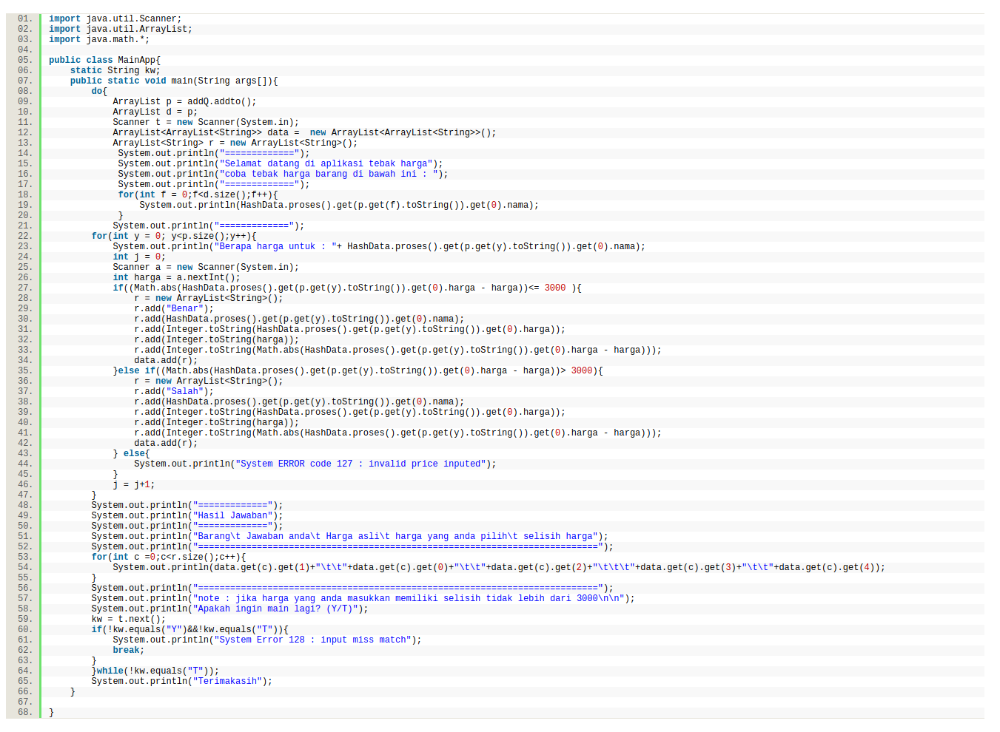 01. import java.util.Scanner;
02. import java.util.ArrayList;
03. import java.math.*;
04.
05. public class MainApp{
06.     static String kw;
07.     public static void main(String args[]){
08.         do{
09.             ArrayList p = addQ.addto();
10.             ArrayList d = p;
11.             Scanner t = new Scanner(System.in);
12.             ArrayList<ArrayList<String>> data =  new ArrayList<ArrayList<String>>();
13.             ArrayList<String> r = new ArrayList<String>();
14.              System.out.println("=============");
15.              System.out.println("Selamat datang di aplikasi tebak harga");
16.              System.out.println("coba tebak harga barang di bawah ini : ");
17.              System.out.println("=============");
18.              for(int f = 0;f<d.size();f++){
19.                  System.out.println(HashData.proses().get(p.get(f).toString()).get(0).nama);
20.              }
21.             System.out.println("=============");
22.         for(int y = 0; y<p.size();y++){
23.             System.out.println("Berapa harga untuk : "+ HashData.proses().get(p.get(y).toString()).get(0).nama);
24.             int j = 0;
25.             Scanner a = new Scanner(System.in);
26.             int harga = a.nextInt();
27.             if((Math.abs(HashData.proses().get(p.get(y).toString()).get(0).harga - harga))<= 3000 ){
28.                 r = new ArrayList<String>();
29.                 r.add("Benar");
30.                 r.add(HashData.proses().get(p.get(y).toString()).get(0).nama);
31.                 r.add(Integer.toString(HashData.proses().get(p.get(y).toString()).get(0).harga));
32.                 r.add(Integer.toString(harga));
33.                 r.add(Integer.toString(Math.abs(HashData.proses().get(p.get(y).toString()).get(0).harga - harga)));
34.                 data.add(r);
35.             }else if((Math.abs(HashData.proses().get(p.get(y).toString()).get(0).harga - harga))> 3000){
36.                 r = new ArrayList<String>();
37.                 r.add("Salah");
38.                 r.add(HashData.proses().get(p.get(y).toString()).get(0).nama);
39.                 r.add(Integer.toString(HashData.proses().get(p.get(y).toString()).get(0).harga));
40.                 r.add(Integer.toString(harga));
41.                 r.add(Integer.toString(Math.abs(HashData.proses().get(p.get(y).toString()).get(0).harga - harga)));
42.                 data.add(r);
43.             } else{
44.                 System.out.println("System ERROR code 127 : invalid price inputed");
45.             }
46.             j = j+1;
47.         }
48.         System.out.println("=============");
49.         System.out.println("Hasil Jawaban");
50.         System.out.println("=============");
51.         System.out.println("Barang\t Jawaban anda\t Harga asli\t harga yang anda pilih\t selisih harga");
52.         System.out.println("===========================================================================");
53.         for(int c =0;c<r.size();c++){
54.             System.out.println(data.get(c).get(1)+"\t\t"+data.get(c).get(0)+"\t\t"+data.get(c).get(2)+"\t\t\t"+data.get(c).get(3)+"\t\t"+data.get(c).get(4));
55.         }
56.         System.out.println("===========================================================================");
57.         System.out.println("note : jika harga yang anda masukkan memiliki selisih tidak lebih dari 3000\n\n");
58.         System.out.println("Apakah ingin main lagi? (Y/T)");
59.         kw = t.next();
60.         if(!kw.equals("Y")&&!kw.equals("T")){
61.             System.out.println("System Error 128 : input miss match");
62.             break;
63.         }
64.         }while(!kw.equals("T"));
65.         System.out.println("Terimakasih");
66.     }
67.
68. }